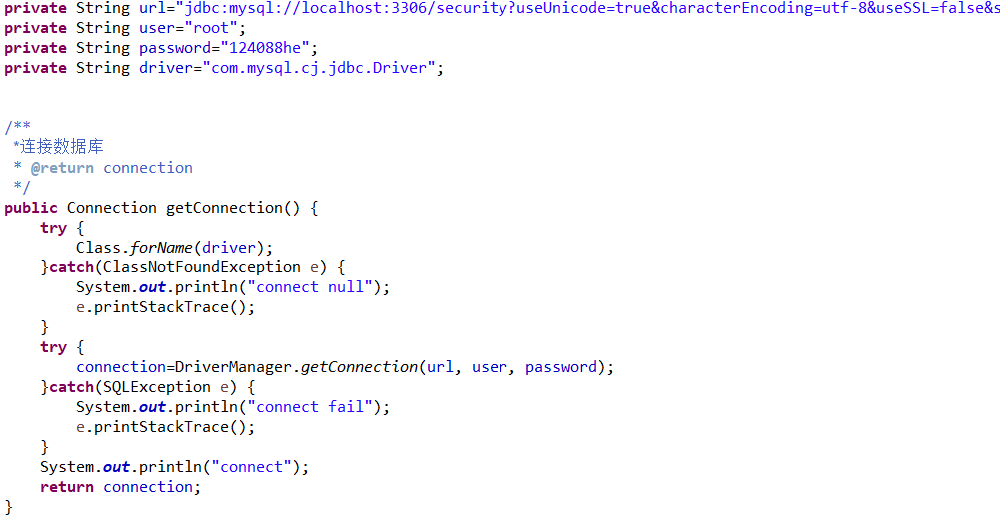 private String url="jdbc:mysql://localhost:3306/security?useUnicode=true&characterEncoding=utf-8&useSSL=false&s
private String user="root";
private String password="124088he";
private String driver="com.mysql.cj.jdbc.Driver";
/**
*连接数据库
* @return connection
*/
public Connection getConnection() {
try {
Class.forName(driver);
}catch(ClassNotFoundException e) {
System.out.println("connect null");
e.printStackTrace();
}
try {
connection=DriverManager.getConnection(url, user, password);
}catch(SQLException e) {
System.out.println("connect fail");
e.printStackTrace();
}
System.out.println("connect");
return connection;
}